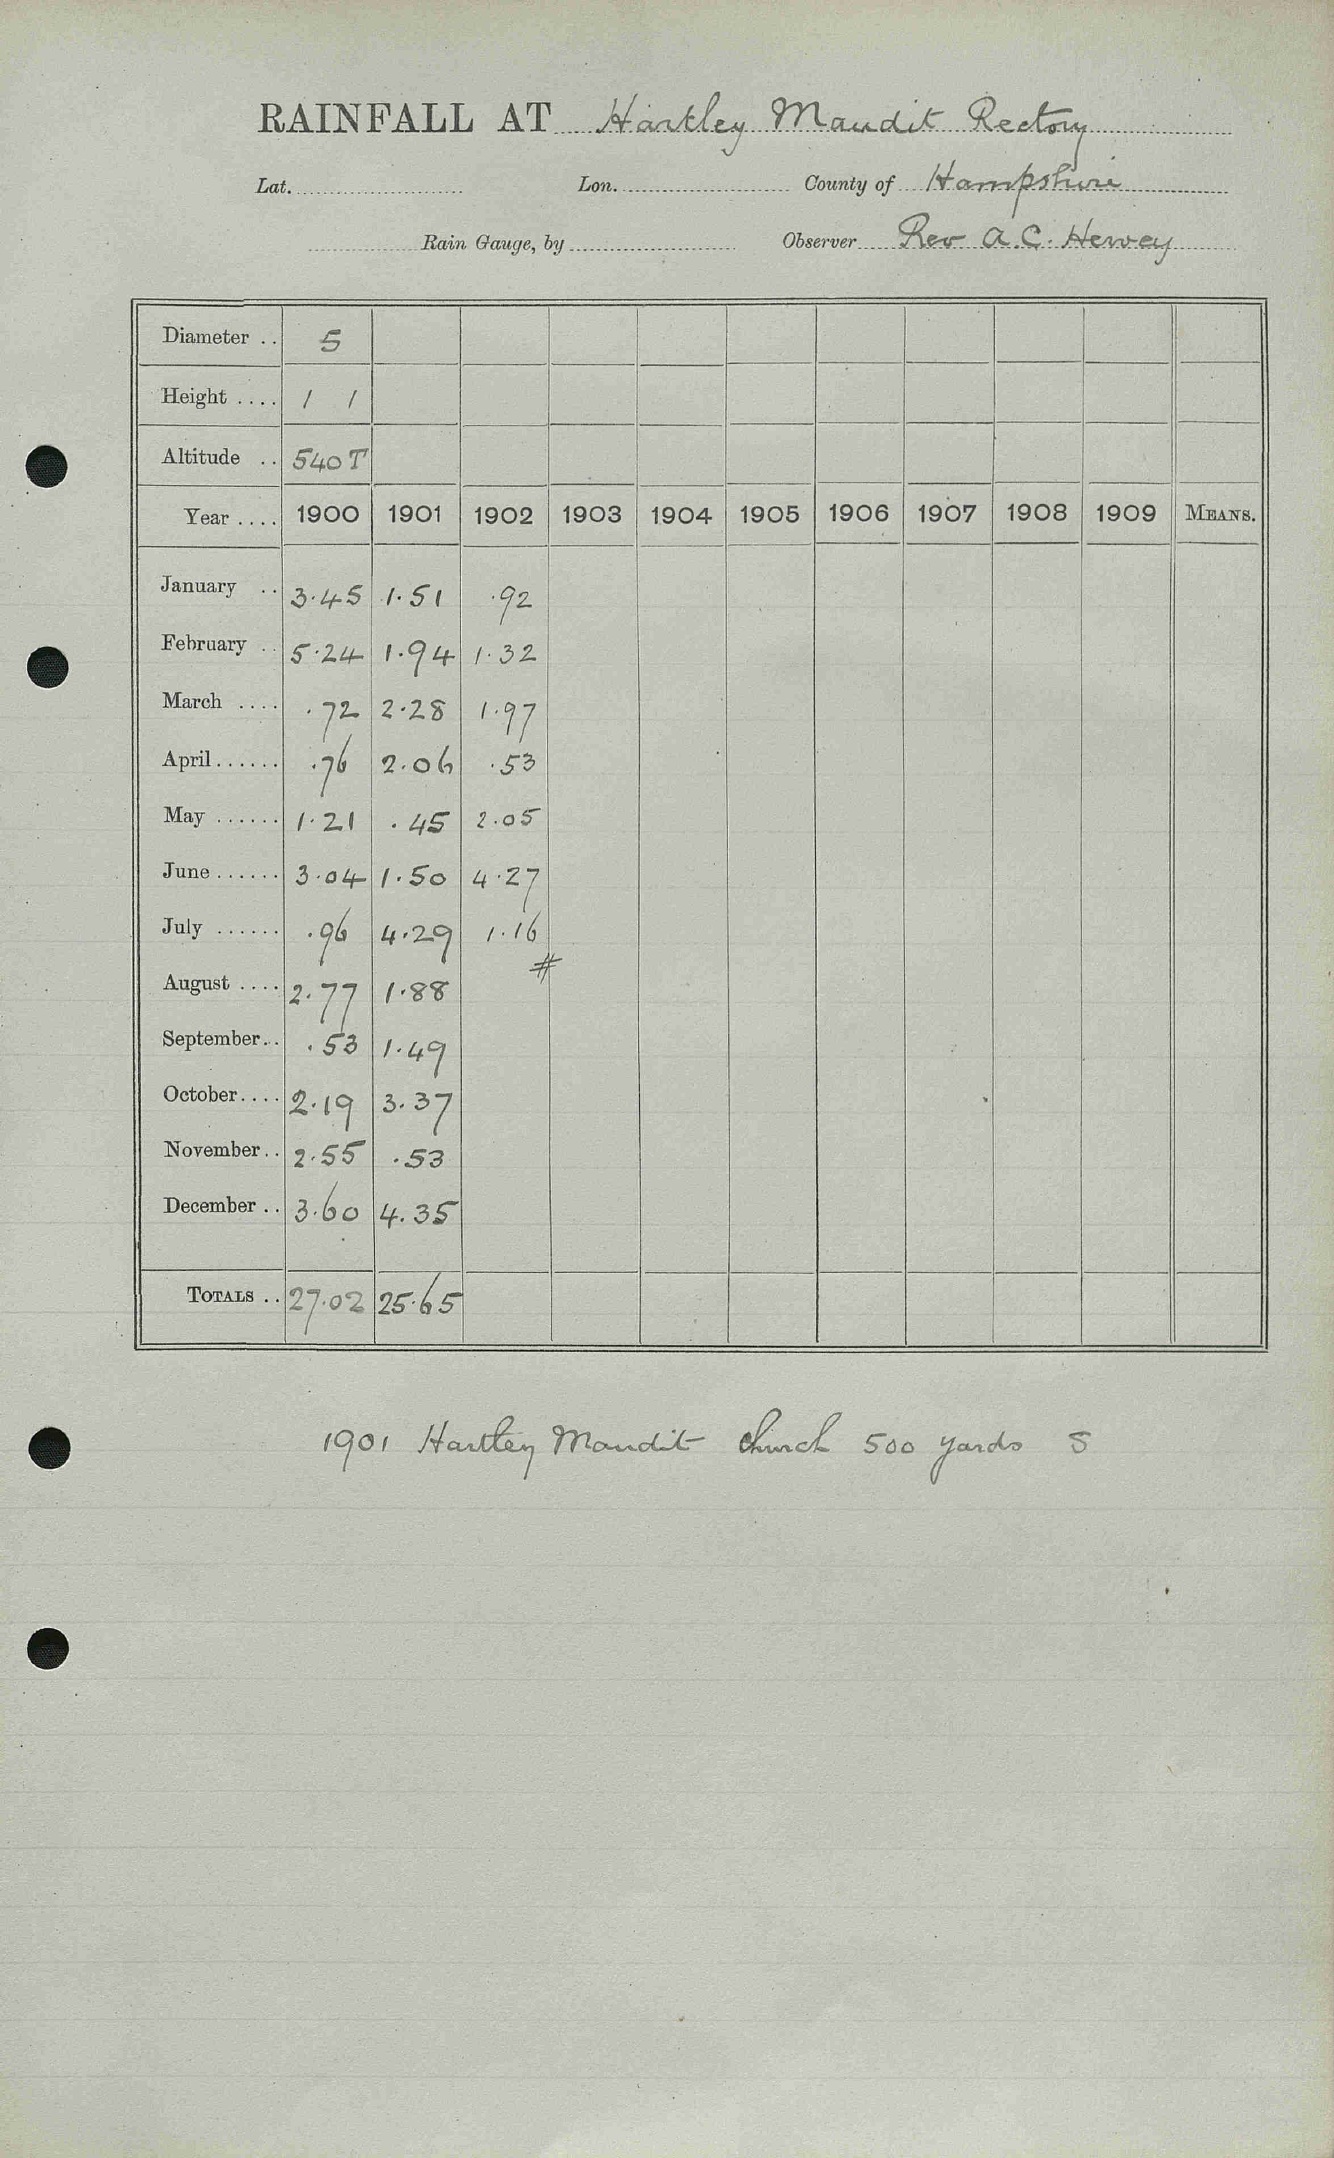 RAINFALL AT Hartley Maudit Rectory
Lat. Lon. County of Hampshire
Rain Gauge, by Observer Rev A. C. Hervey
Diameter .. 5
Height .... 1 1
Altitude .. 540 T
Year .... 1900 1901 1902 1903 1904 1905 1906 1907 1908 1909 MEANS.
January .. 3.45 1.51 .92
February .. 5.24 1.94 1.32
March .... .72 2.28 1.97
April...... .76 2.06 .53
May ...... 1.21 .45 2.05
June...... 3.04 1.50 4.27
July ...... .96 4.29 1.16
#
August .... 2.77 1.88
September.. .53 1.49
October.... 2.19 3.37
November.. 2.55 .53
December .. 3.60 4.35
TOTALS .. 27.02 25.65
1901 Hartley Maudit Church 500 yards S